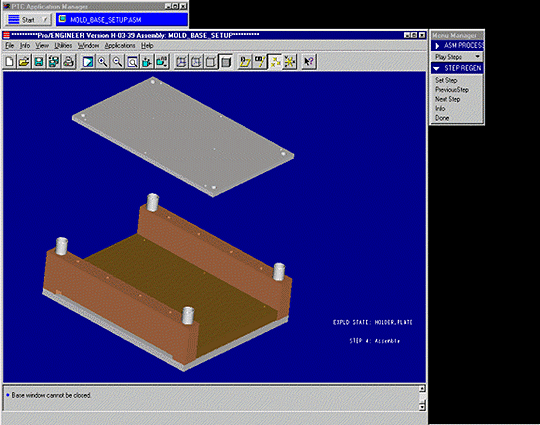 PTC Application Manager
Start
MOLD_BASE_SETUP.ASM
**********Pro/ENGINEER Version H-03-39 Assembly: MOLD_BASE_SETUP**********
File Info View Utilities Window Applications Help
Menu Manager
ASM PROCESS
Play Steps
STEP REGEN
Set Step
PreviousStep
Next Step
Info
Done
EXPLD STATE: HOLDER_PLATE
STEP 4: Assemble
Base window cannot be closed.